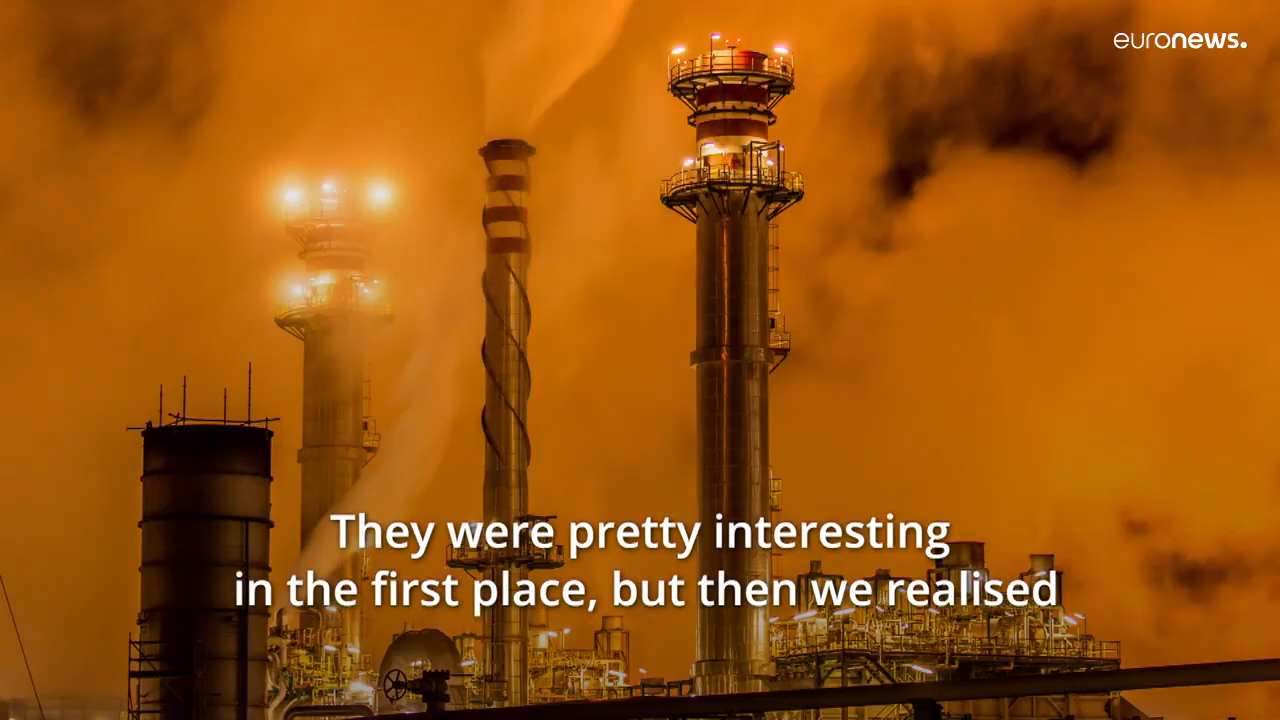 euronews.
They were pretty interesting
in the first place, but then we realised